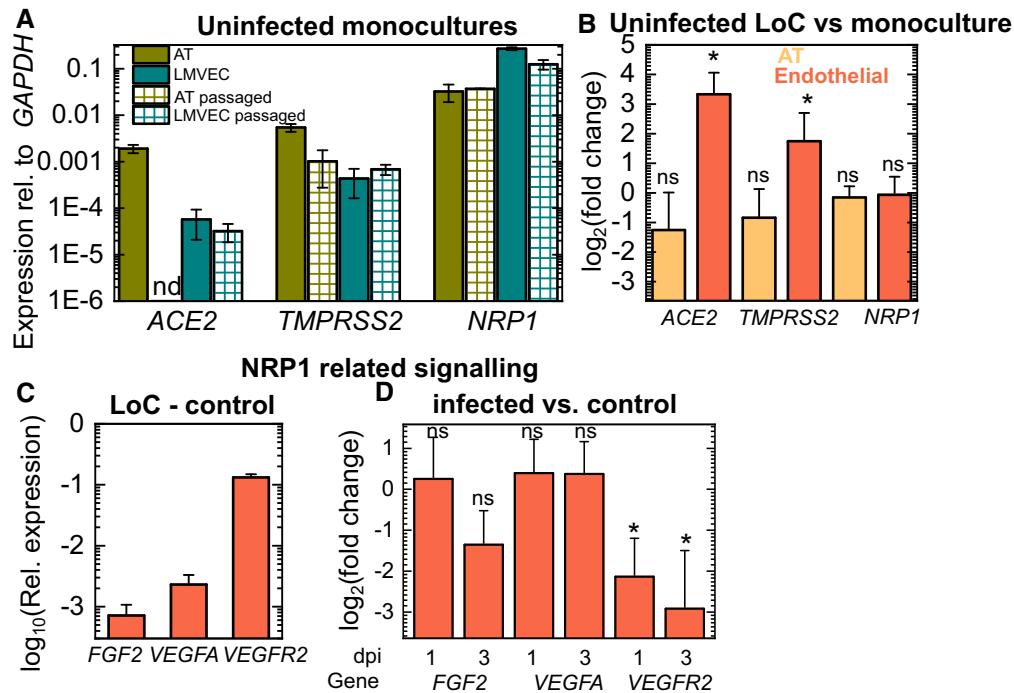 A
Uninfected monocultures
Expression rel. to GAPDH
0.1
0.01
0.001
1E-4
1E-5
1E-6
AT
LMVEC
AT passaged
LMVEC passaged
nd
ACE2 TMPRSS2 NRP1
B
Uninfected LoC vs monoculture
log2(fold change)
5
4
3
2
1
0
-1
-2
-3
AT
Endothelial
ns * ns * ns ns
ACE2 TMPRSS2 NRP1
NRP1 related signalling
C
LoC - control
log10(Rel. expression)
0
-1
-2
-3
FGF2 VEGFA VEGFR2
D
infected vs. control
log2(fold change)
1
0
-1
-2
-3
ns ns ns ns * *
dpi 1 3 1 3 1 3
Gene FGF2 VEGFA VEGFR2